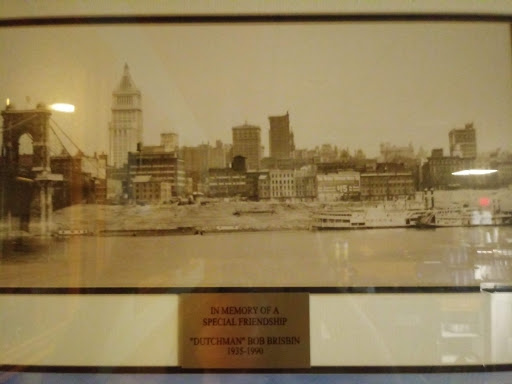 IN MEMORY OF A
SPECIAL FRIENDSHIP
"DUTCHMAN" BOB BRISBIN
1935-1990